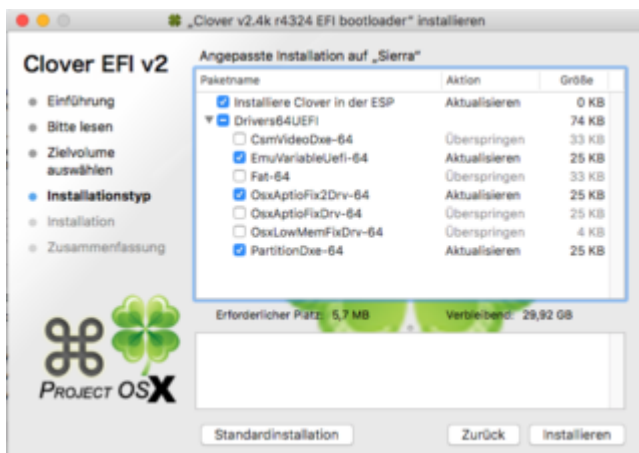 „Clover v2.4k r4324 EFI bootloader“ installieren
Clover EFI v2
Einführung
Bitte lesen
Zielvolume
auswählen
Installationstyp
Installation
Zusammenfassung
PROJECT OSX
Angepasste Installation auf „Sierra“
Paketname Aktion Größe
Installiere Clover in der ESP Aktualisieren 0 KB
Drivers64UEFI 74 KB
CsmVideoDxe-64 Überspringen 33 KB
EmuVariableUefi-64 Aktualisieren 25 KB
Fat-64 Überspringen 33 KB
OsxAptioFix2Drv-64 Aktualisieren 25 KB
OsxAptioFixDrv-64 Überspringen 25 KB
OsxLowMemFixDrv-64 Überspringen 4 KB
PartitionDxe-64 Aktualisieren 25 KB
Erforderlicher Platz: 5,7 MB Verbleibend: 29,92 GB
Standardinstallation Zurück Installieren